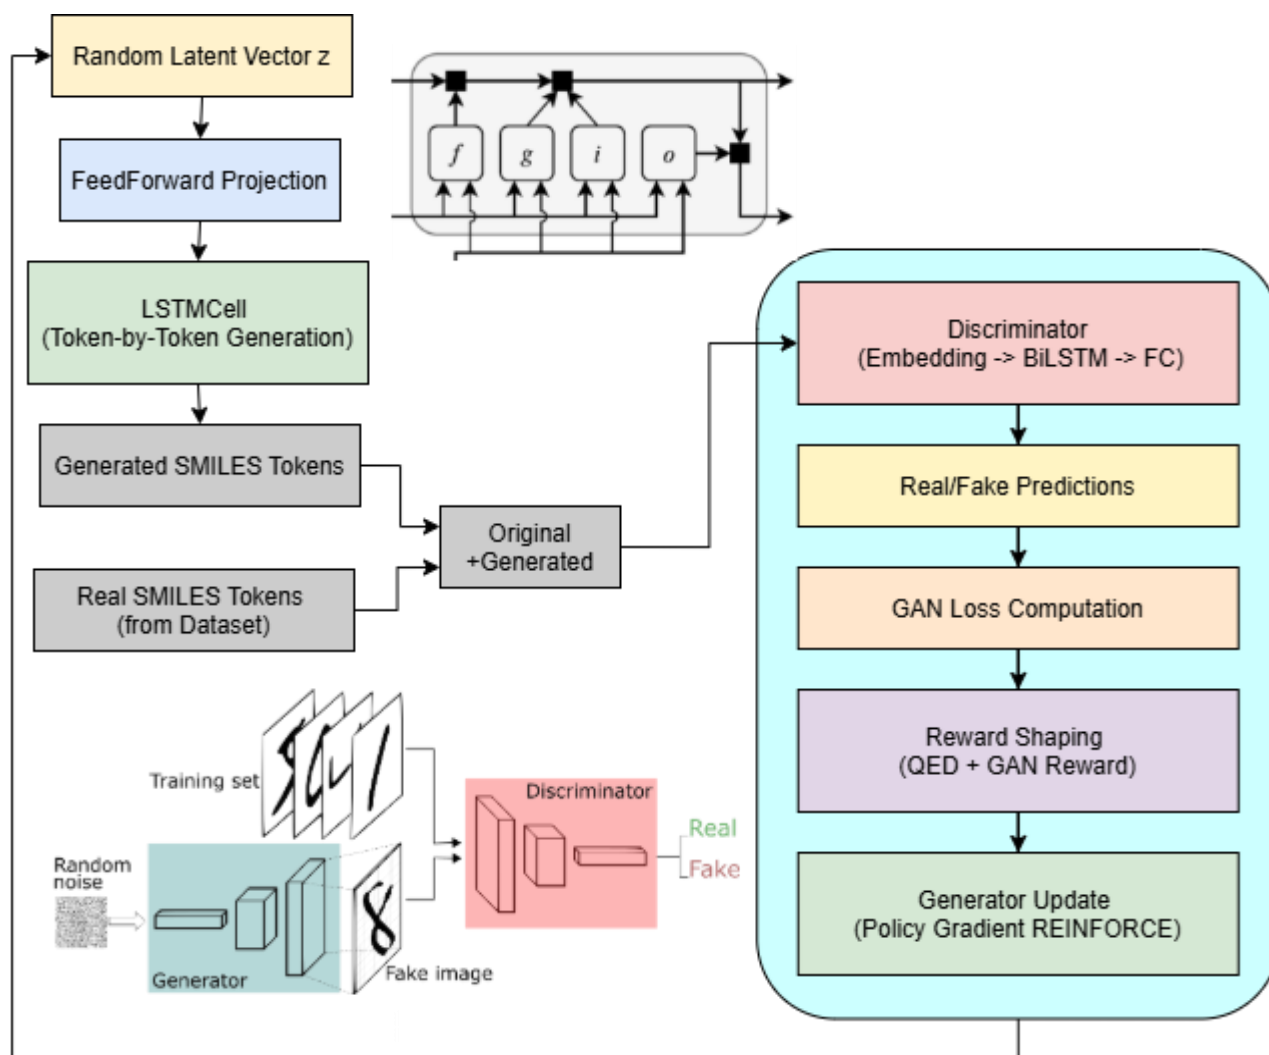 Random Latent Vector z
FeedForward Projection
LSTMCell
(Token-by-Token Generation)
Generated SMILES Tokens
Real SMILES Tokens
(from Dataset)
Original
+Generated
f
g
i
o
Discriminator
(Embedding -> BiLSTM -> FC)
Real/Fake Predictions
GAN Loss Computation
Reward Shaping
(QED + GAN Reward)
Generator Update
(Policy Gradient REINFORCE)
Training set
Random
noise
Generator
8
Fake image
Discriminator
Real
Fake